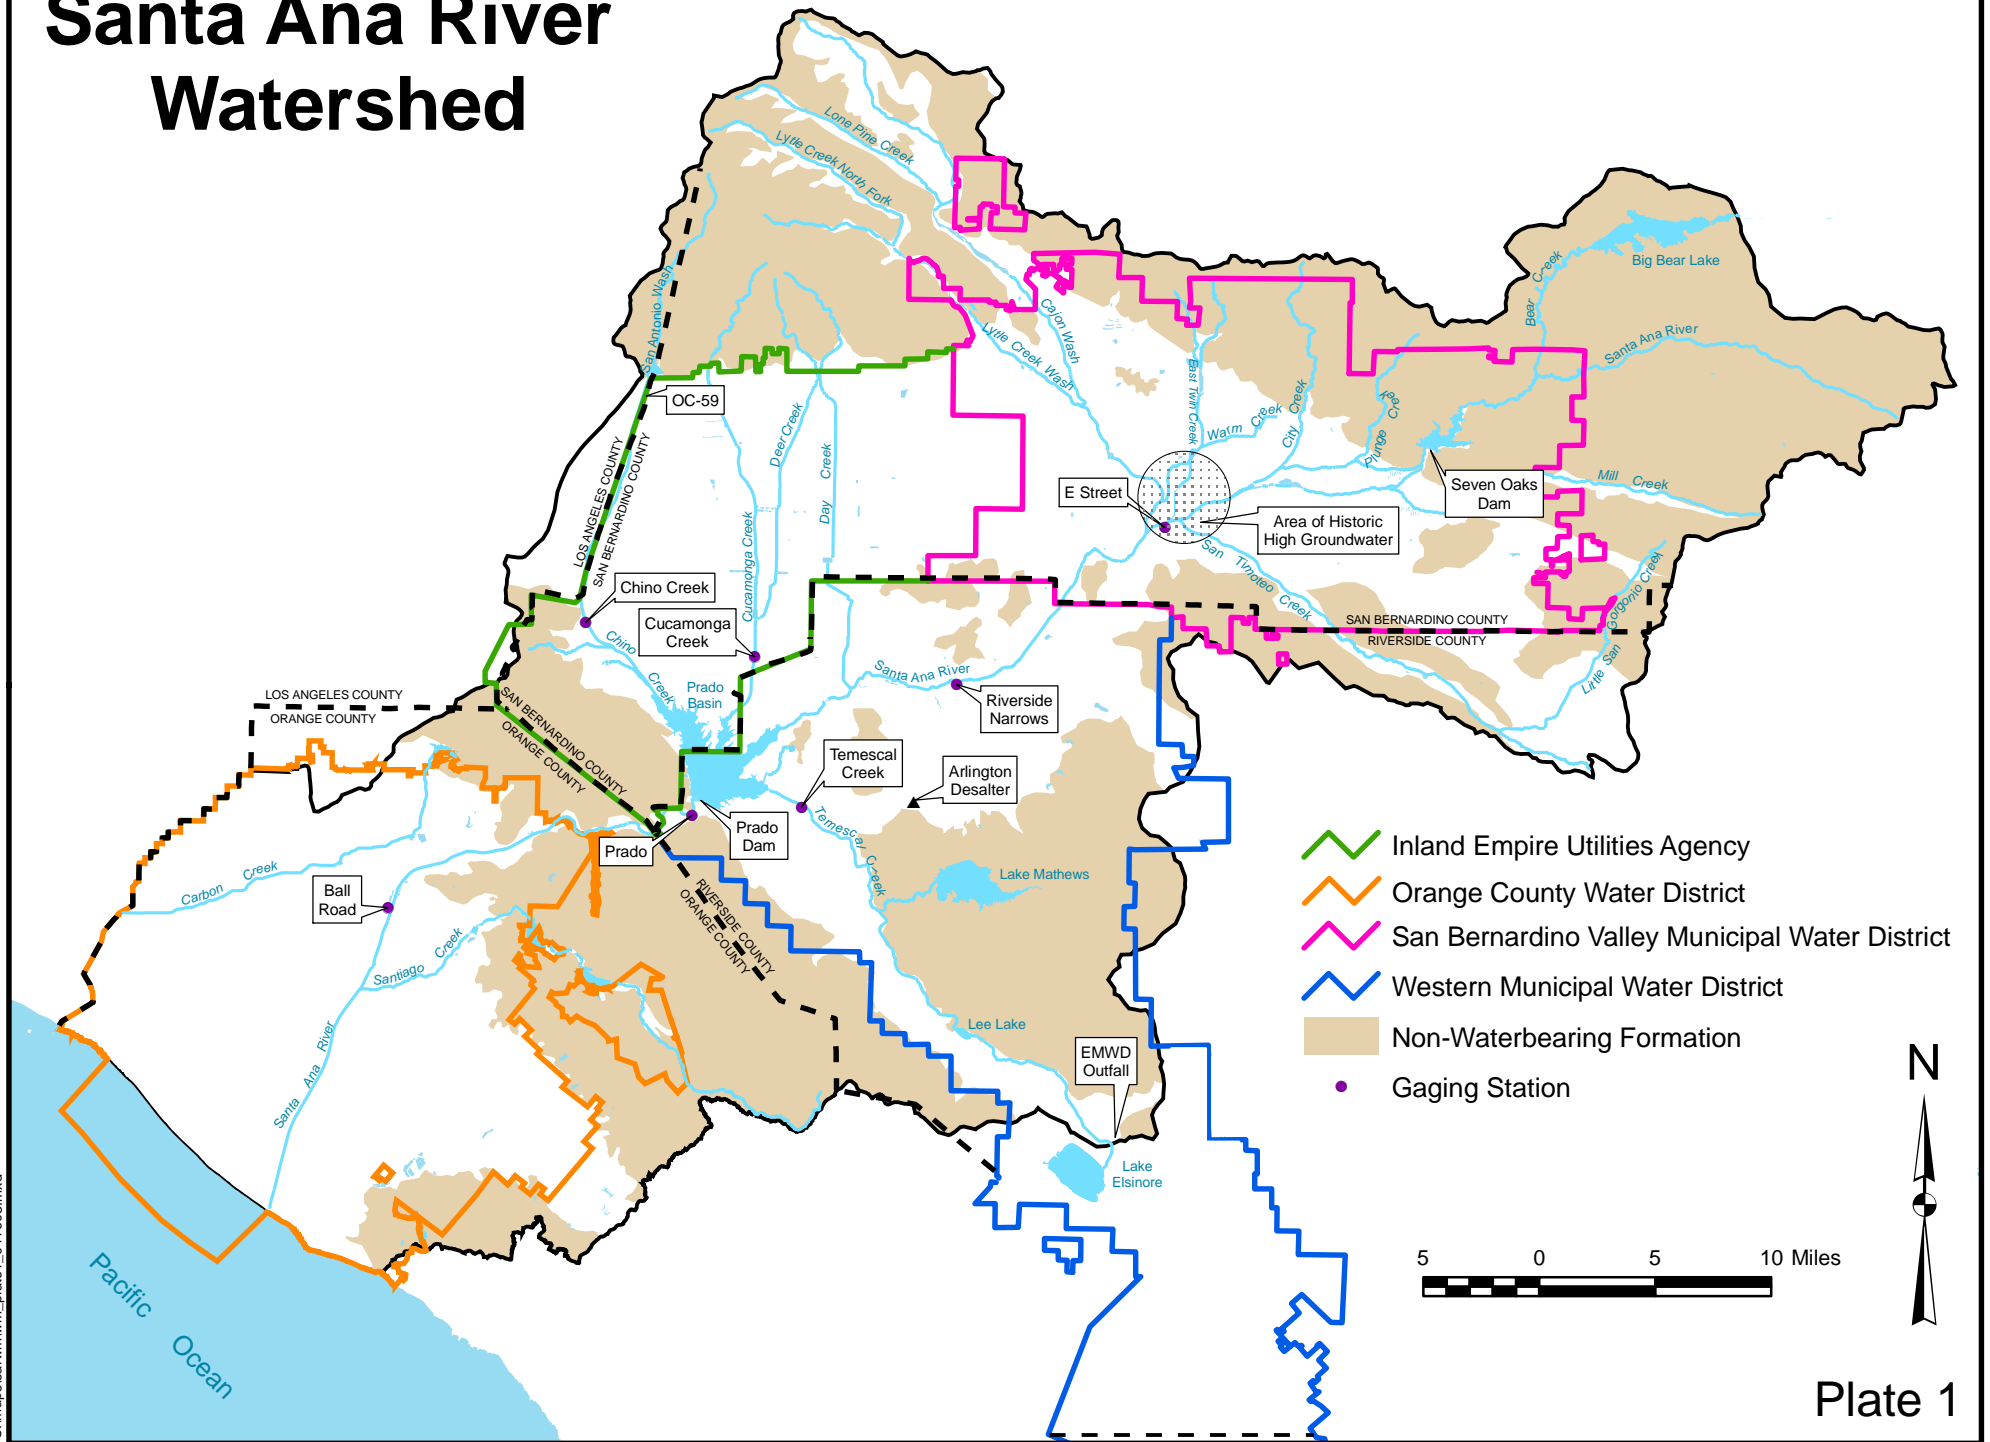 Santa Ana River
Watershed
Lone Pine Creek
Lytle Creek North Fork
San Antonio Wash
Cajon Wash
Lytle Creek Wash
East Twin Creek
Warm Creek
City Creek
Plunge Creek
Bear Creek
Big Bear Lake
Santa Ana River
Mill Creek
Seven Oaks
Dam
OC-59
LOS ANGELES COUNTY
SAN BERNARDINO COUNTY
Deer Creek
Day Creek
Cucamonga Creek
E Street
Area of Historic
High Groundwater
San Timoteo Creek
Little San Gorgonio Creek
SAN BERNARDINO COUNTY
RIVERSIDE COUNTY
Chino Creek
Cucamonga
Creek
Chino Creek
Prado
Basin
Santa Ana River
Riverside
Narrows
LOS ANGELES COUNTY
ORANGE COUNTY
SAN BERNARDINO COUNTY
ORANGE COUNTY
Temescal
Creek
Arlington
Desalter
Prado
Prado
Dam
Temescal Creek
Lake Mathews
RIVERSIDE COUNTY
ORANGE COUNTY
Carbon Creek
Ball
Road
Santiago Creek
Santa Ana River
Lee Lake
EMWD
Outfall
Lake
Elsinore
Pacific Ocean
Inland Empire Utilities Agency
Orange County Water District
San Bernardino Valley Municipal Water District
Western Municipal Water District
Non-Waterbearing Formation
Gaging Station
N
5 0 5 10 Miles
Plate 1